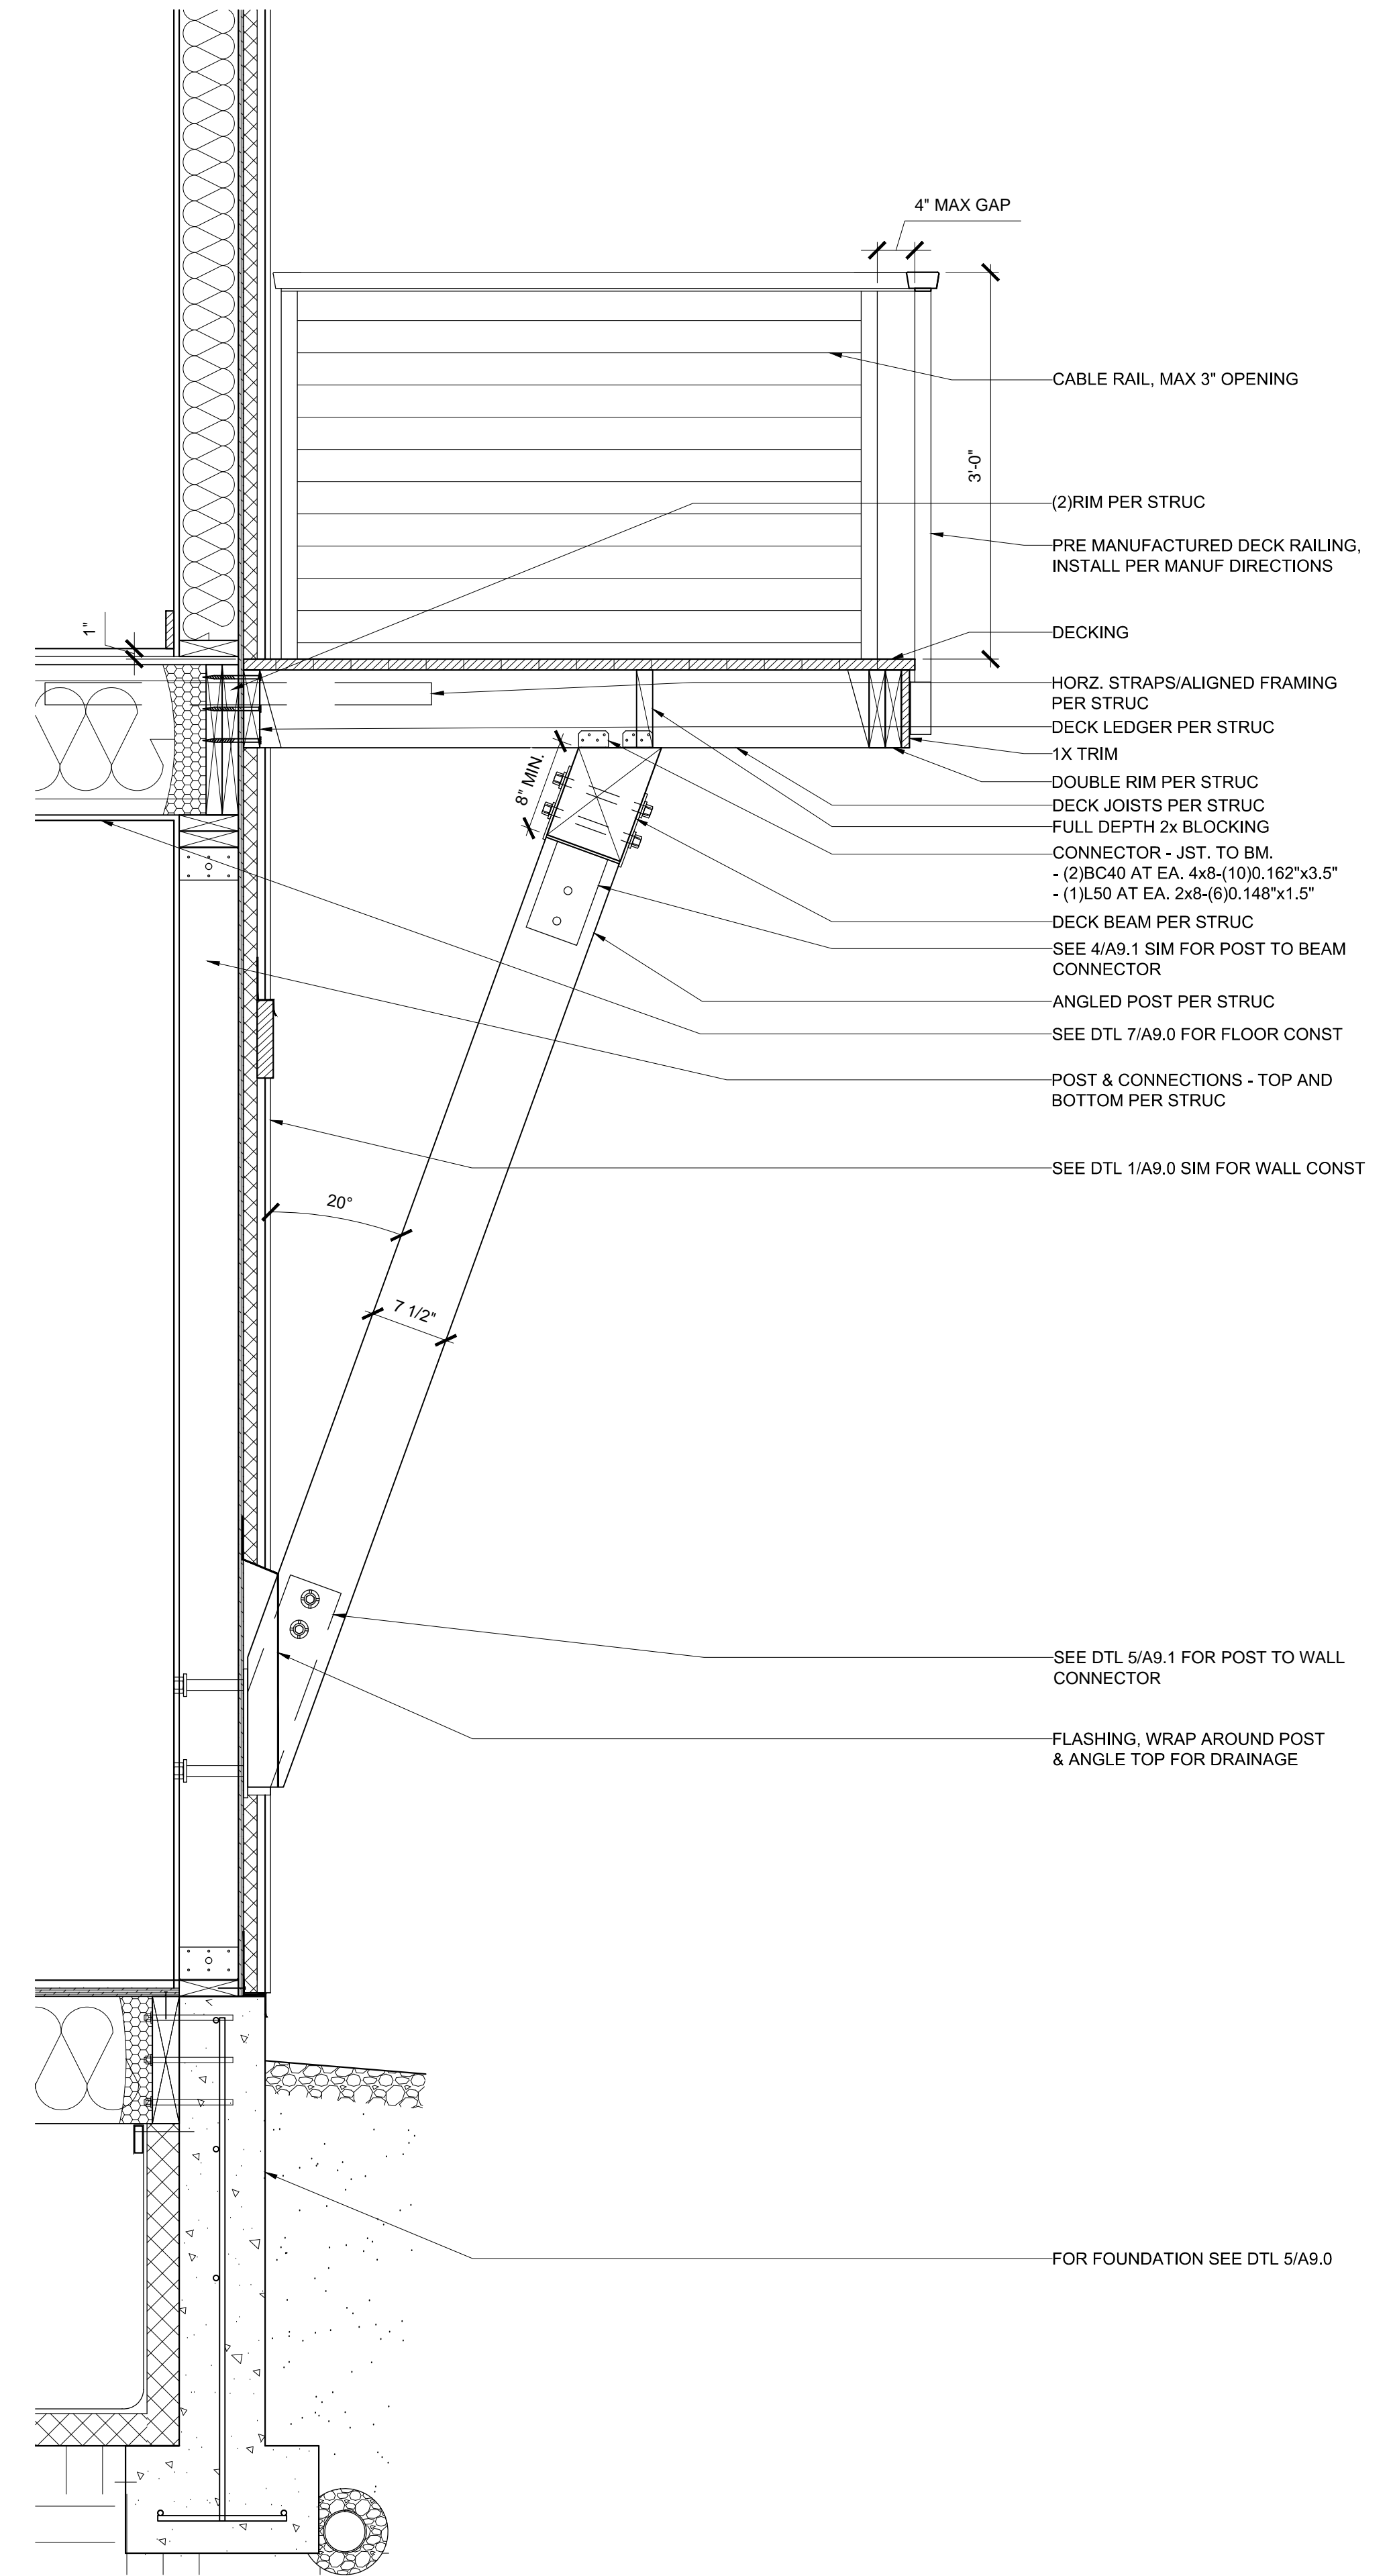 4" MAX GAP
CABLE RAIL, MAX 3" OPENING
3'-0"
(2)RIM PER STRUC
PRE MANUFACTURED DECK RAILING,
INSTALL PER MANUF DIRECTIONS
1"
DECKING
HORZ. STRAPS/ALIGNED FRAMING
PER STRUC
DECK LEDGER PER STRUC
1X TRIM
8" MIN.
DOUBLE RIM PER STRUC
DECK JOISTS PER STRUC
FULL DEPTH 2x BLOCKING
CONNECTOR - JST. TO BM.
- (2)BC40 AT EA. 4x8-(10)0.162"x3.5"
- (1)L50 AT EA. 2x8-(6)0.148"x1.5"
DECK BEAM PER STRUC
SEE 4/A9.1 SIM FOR POST TO BEAM
CONNECTOR
ANGLED POST PER STRUC
SEE DTL 7/A9.0 FOR FLOOR CONST
POST & CONNECTIONS - TOP AND
BOTTOM PER STRUC
SEE DTL 1/A9.0 SIM FOR WALL CONST
20°
7 1/2"
SEE DTL 5/A9.1 FOR POST TO WALL
CONNECTOR
FLASHING, WRAP AROUND POST
& ANGLE TOP FOR DRAINAGE
FOR FOUNDATION SEE DTL 5/A9.0